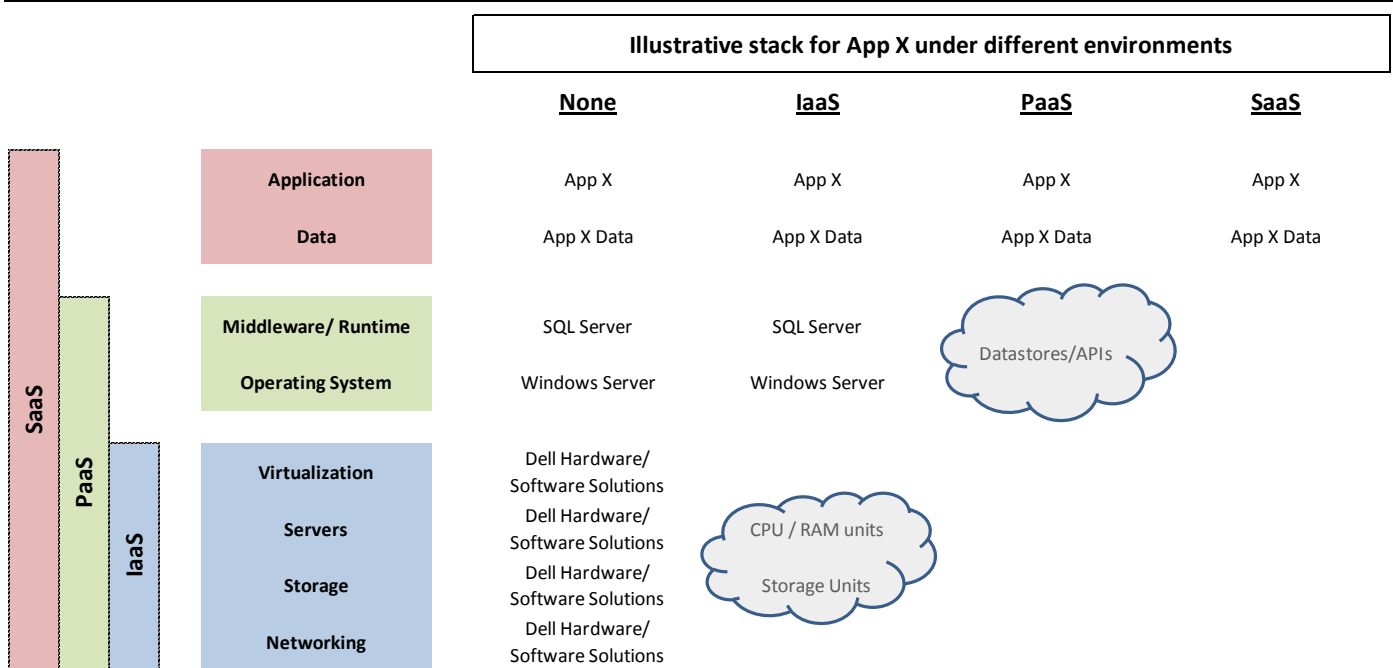 Illustrative stack for App X under different environments
None IaaS PaaS SaaS
Application App X App X App X App X
Data App X Data App X Data App X Data App X Data
Middleware/ Runtime SQL Server SQL Server
Datastores/APIs
Operating System Windows Server Windows Server
SaaS
PaaS
IaaS
Virtualization
Dell Hardware/
Software Solutions
Servers
Dell Hardware/
Software Solutions
CPU / RAM units
Storage
Dell Hardware/
Software Solutions
Storage Units
Networking
Dell Hardware/
Software Solutions